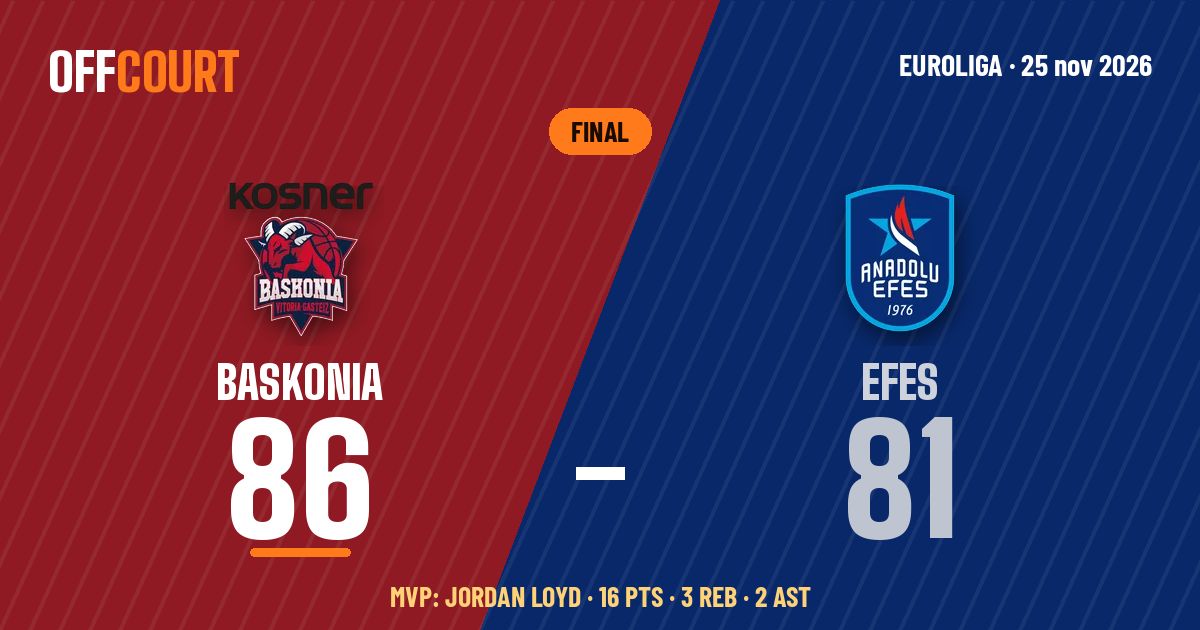 OFFCOURT
EUROLIGA · 25 nov 2026
FINAL
kosner
BASKONIA
VITORIA-GASTEIZ
ANADOLU
EFES
1976
BASKONIA
EFES
86
–
81
MVP: JORDAN LOYD · 16 PTS · 3 REB · 2 AST